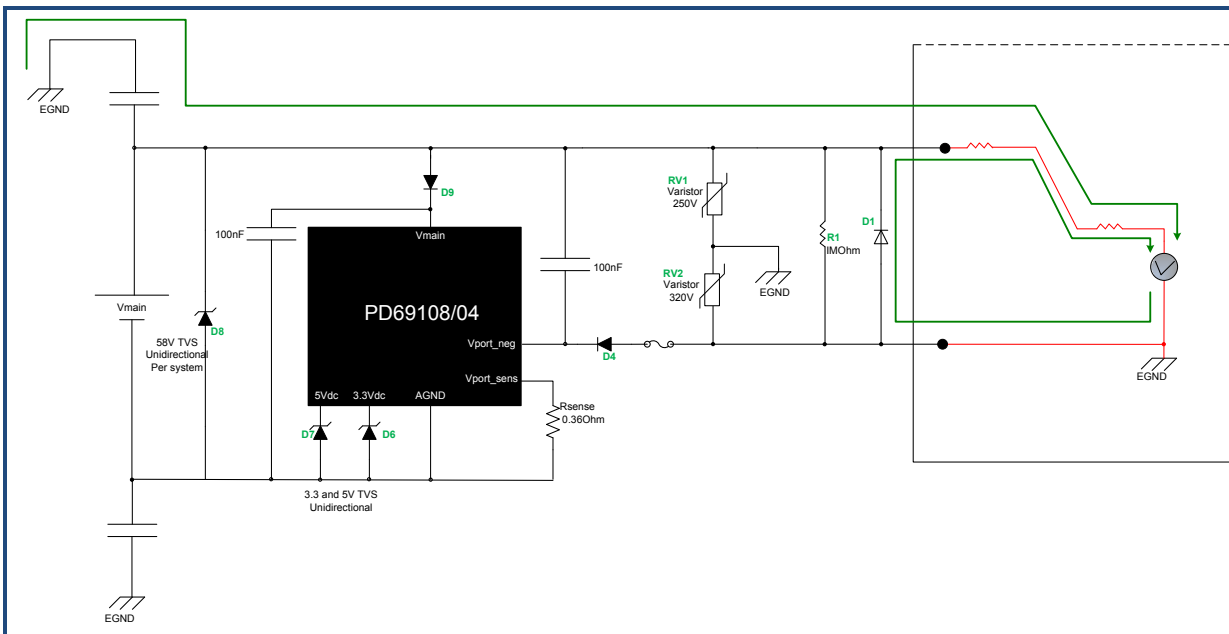 EGND
D9
RV1
Varistor
250V
100nF
Vmain
D1
R1
IMOhm
100nF
RV2
Varistor
320V
EGND
Vmain
PD69108/04
D8
58V TVS
Unidirectional
Per system
Vport_neg
D4
EGND
Vport_sens
5Vdc
3.3Vdc
AGND
Rsense
0.36Ohm
D7
D6
3.3 and 5V TVS
Unidirectional
EGND